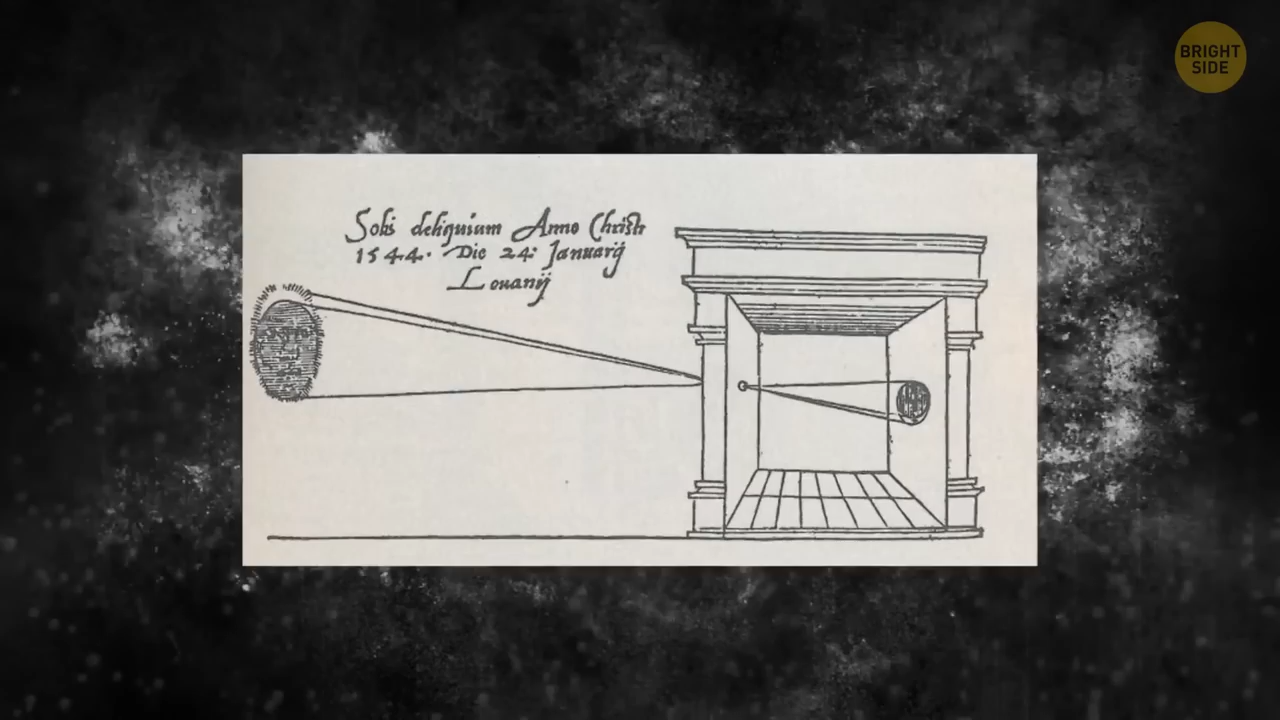 Solis deliquium Anno Christi
1544. Die 24: Januarij
Louanij
BRIGHT
SIDE